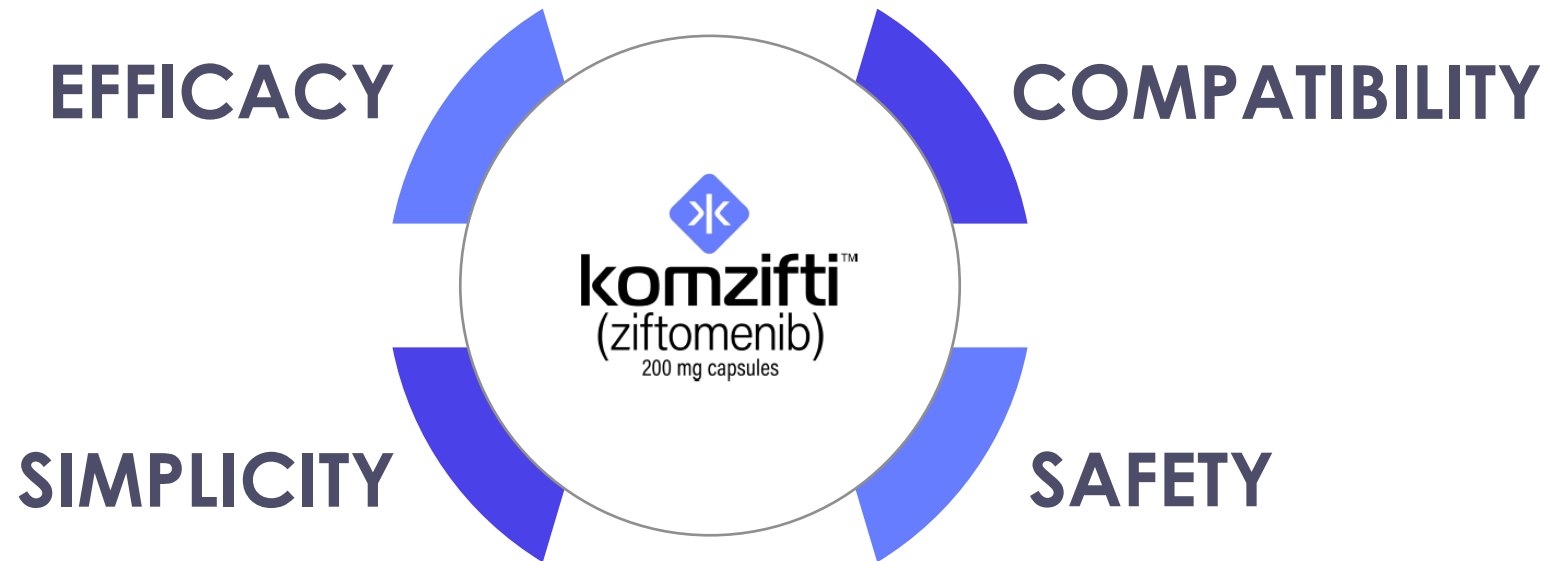 EFFICACY
COMPATIBILITY
komzifti™
(ziftomenib)
200 mg capsules
SIMPLICITY
SAFETY